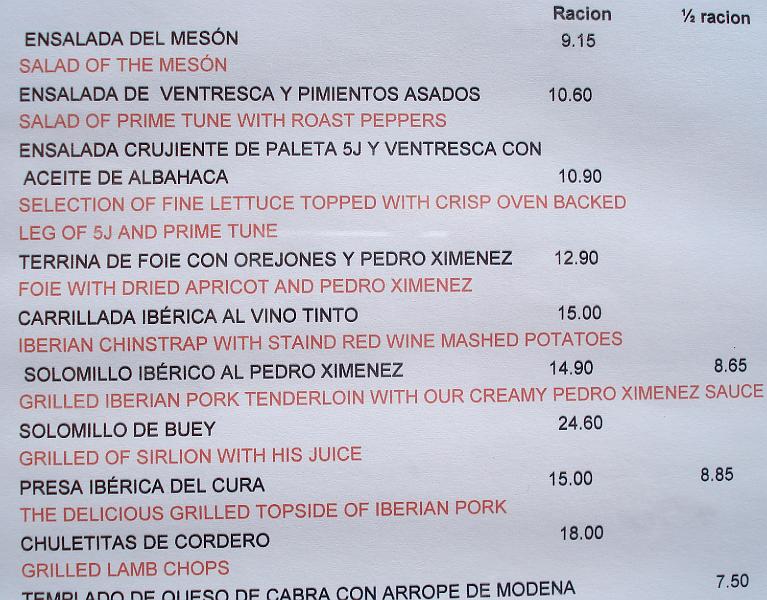 Racion ½ racion
ENSALADA DEL MESÓN 9.15
SALAD OF THE MESÓN
ENSALADA DE VENTRESCA Y PIMIENTOS ASADOS 10.60
SALAD OF PRIME TUNE WITH ROAST PEPPERS
ENSALADA CRUJIENTE DE PALETA 5J Y VENTRESCA CON
ACEITE DE ALBAHACA 10.90
SELECTION OF FINE LETTUCE TOPPED WITH CRISP OVEN BACKED
LEG OF 5J AND PRIME TUNE
TERRINA DE FOIE CON OREJONES Y PEDRO XIMENEZ 12.90
FOIE WITH DRIED APRICOT AND PEDRO XIMENEZ
CARRILLADA IBÉRICA AL VINO TINTO 15.00
IBERIAN CHINSTRAP WITH STAIND RED WINE MASHED POTATOES
SOLOMILLO IBÉRICO AL PEDRO XIMENEZ 14.90 8.65
GRILLED IBERIAN PORK TENDERLOIN WITH OUR CREAMY PEDRO XIMENEZ SAUCE
SOLOMILLO DE BUEY 24.60
GRILLED OF SIRLION WITH HIS JUICE
PRESA IBÉRICA DEL CURA 15.00 8.85
THE DELICIOUS GRILLED TOPSIDE OF IBERIAN PORK
CHULETITAS DE CORDERO 18.00
GRILLED LAMB CHOPS
TEMPLADO DE QUESO DE CABRA CON ARROPE DE MODENA 7.50